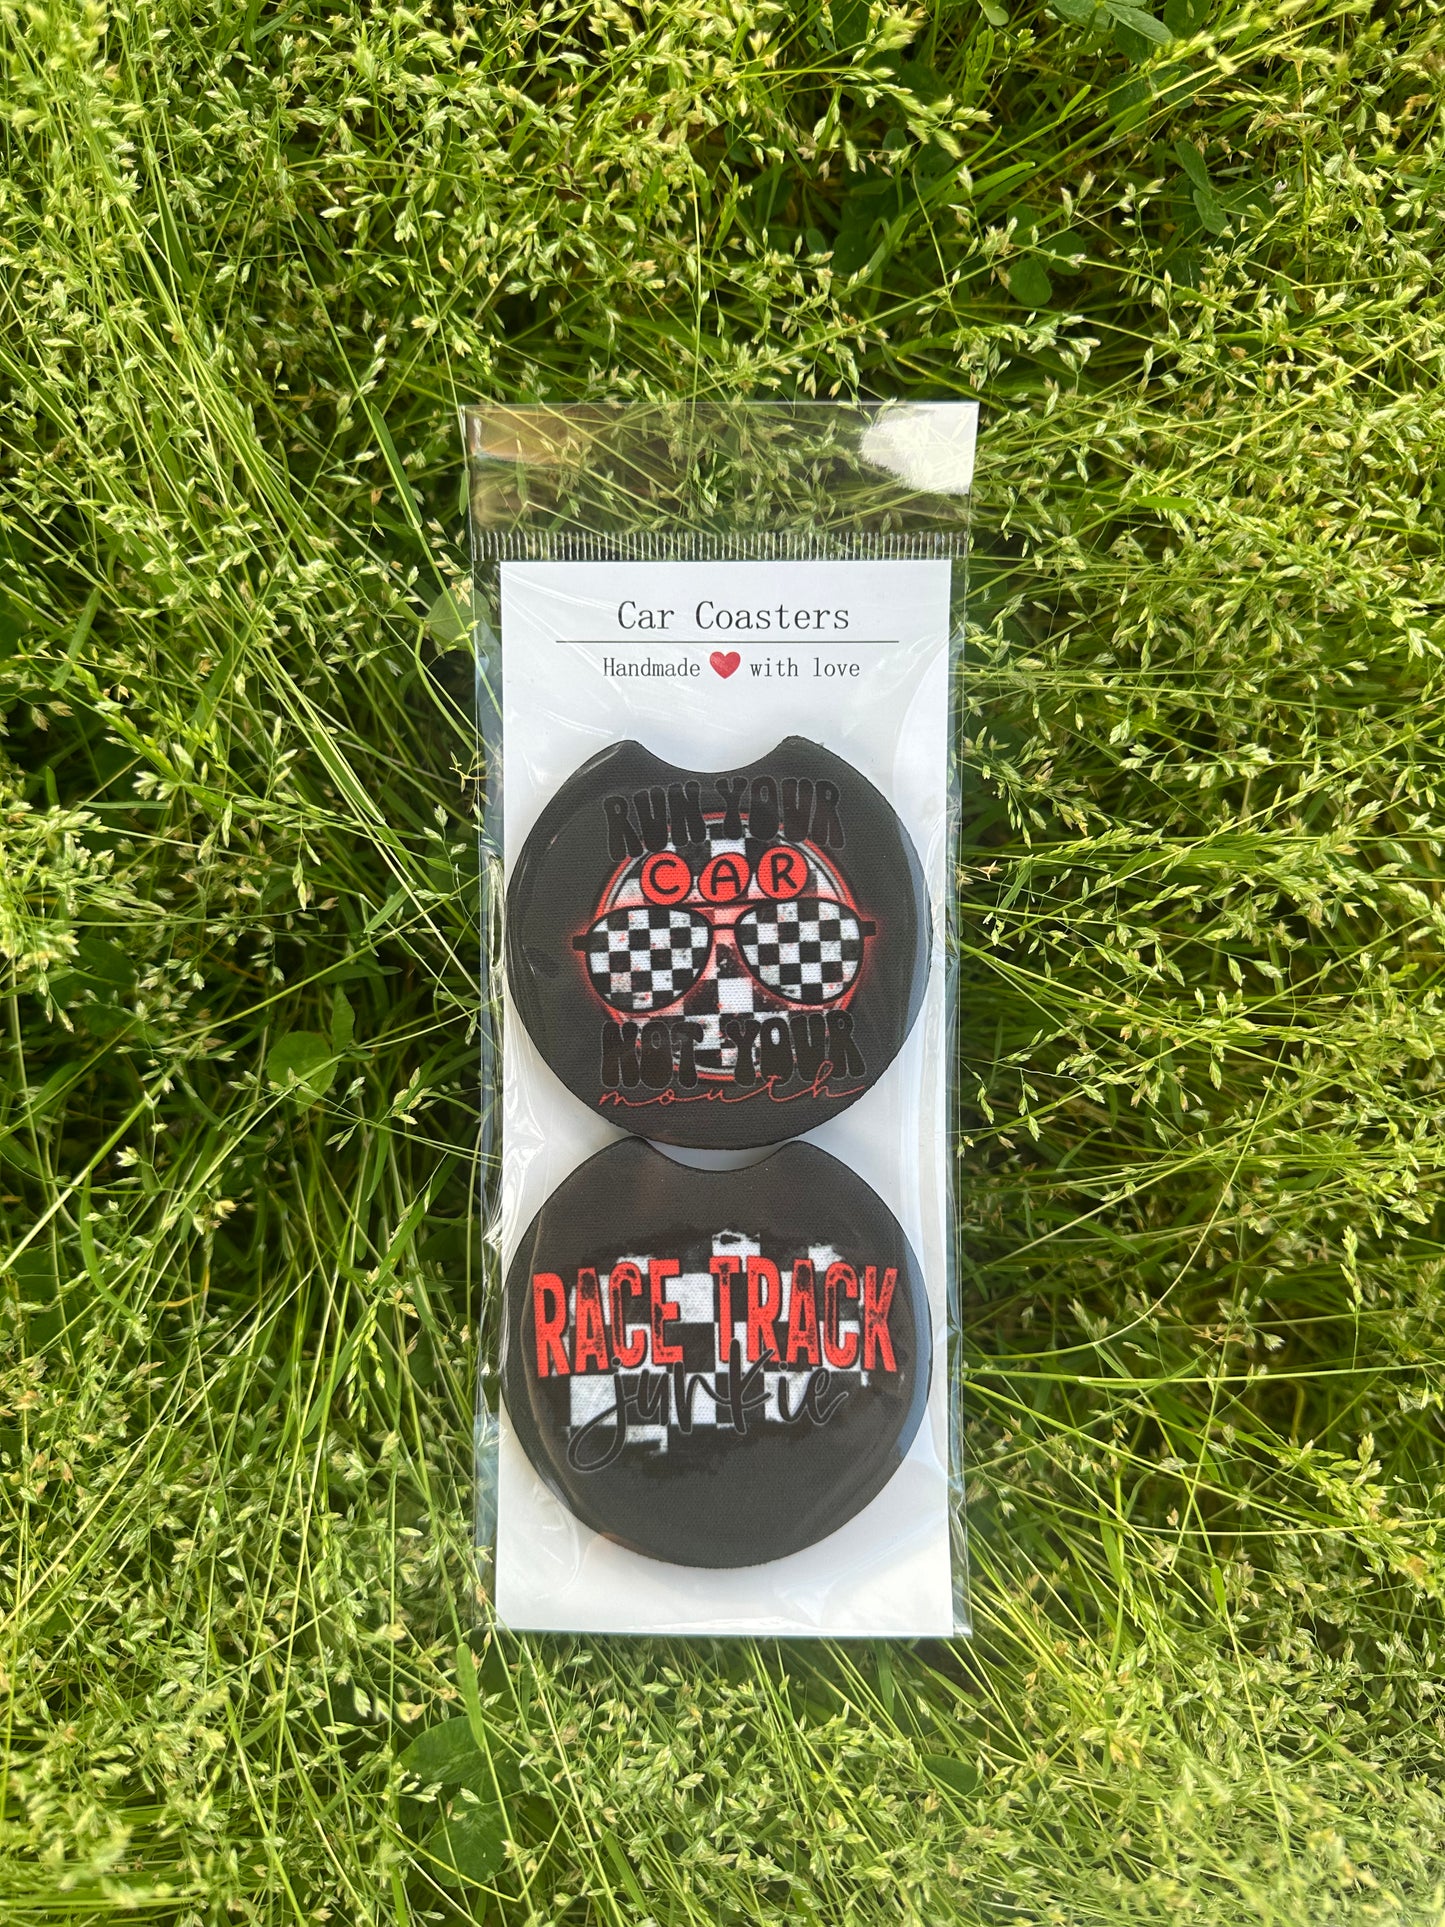 Car Coasters
Handmade ❤ with love
RUN YOUR
CAR
NOT YOUR
mouth
RACE TRACK
junkie